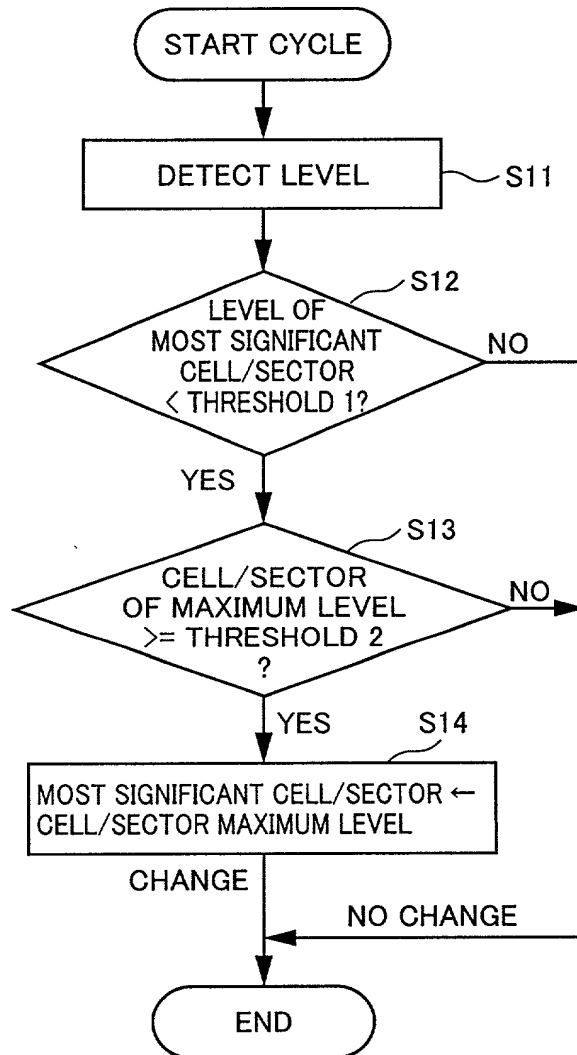 START CYCLE
DETECT LEVEL
S11
S12
LEVEL OF
MOST SIGNIFICANT
CELL/SECTOR
< THRESHOLD 1?
NO
YES
S13
CELL/SECTOR
OF MAXIMUM LEVEL
>= THRESHOLD 2
?
NO
YES
S14
MOST SIGNIFICANT CELL/SECTOR ←
CELL/SECTOR MAXIMUM LEVEL
CHANGE
NO CHANGE
END